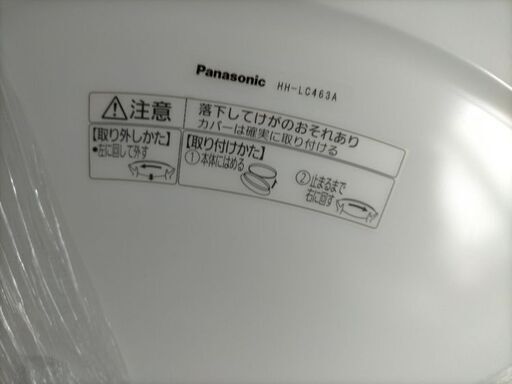 Panasonic HH-LC463A
注意
落下してけがのおそれあり
カバーは確実に取り付ける
【取り外しかた】
●左に回して外す
【取り付けかた】
①本体にはめる
②止まるまで
右に回す